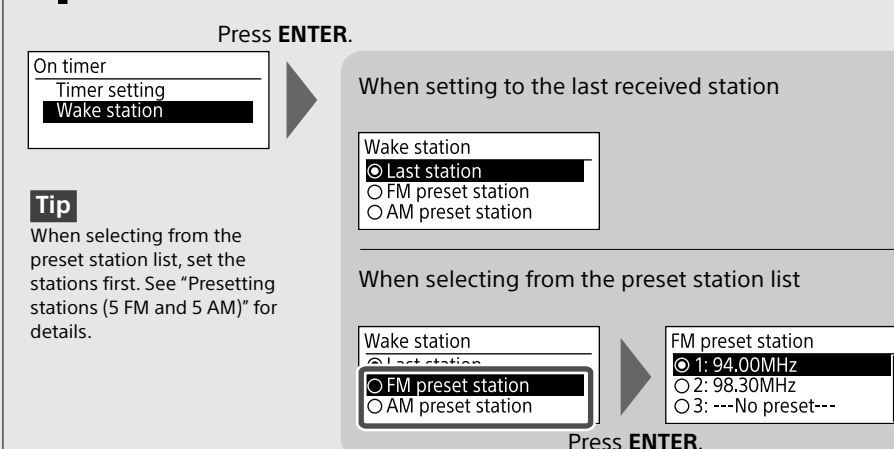 Press ENTER.
On timer
Timer setting
Wake station
Tip
When selecting from the
preset station list, set the
stations first. See “Presetting
stations (5 FM and 5 AM)” for
details.
When setting to the last received station
Wake station
Last station
FM preset station
AM preset station
When selecting from the preset station list
Wake station
Last station
FM preset station
AM preset station
FM preset station
1: 94.00MHz
2: 98.30MHz
3: ---No preset---
Press ENTER.